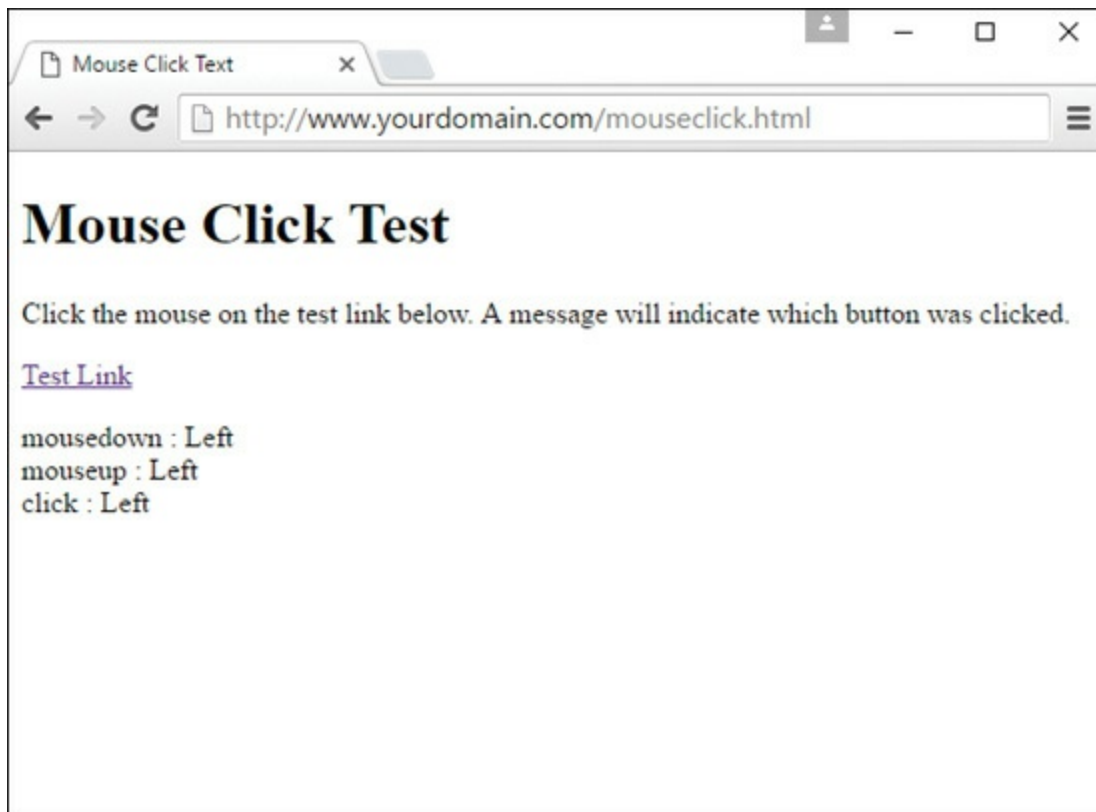 Mouse Click Text
http://www.yourdomain.com/mouseclick.html
Mouse Click Test
Click the mouse on the test link below. A message will indicate which button was clicked.
Test Link
mousedown : Left
mouseup : Left
click : Left